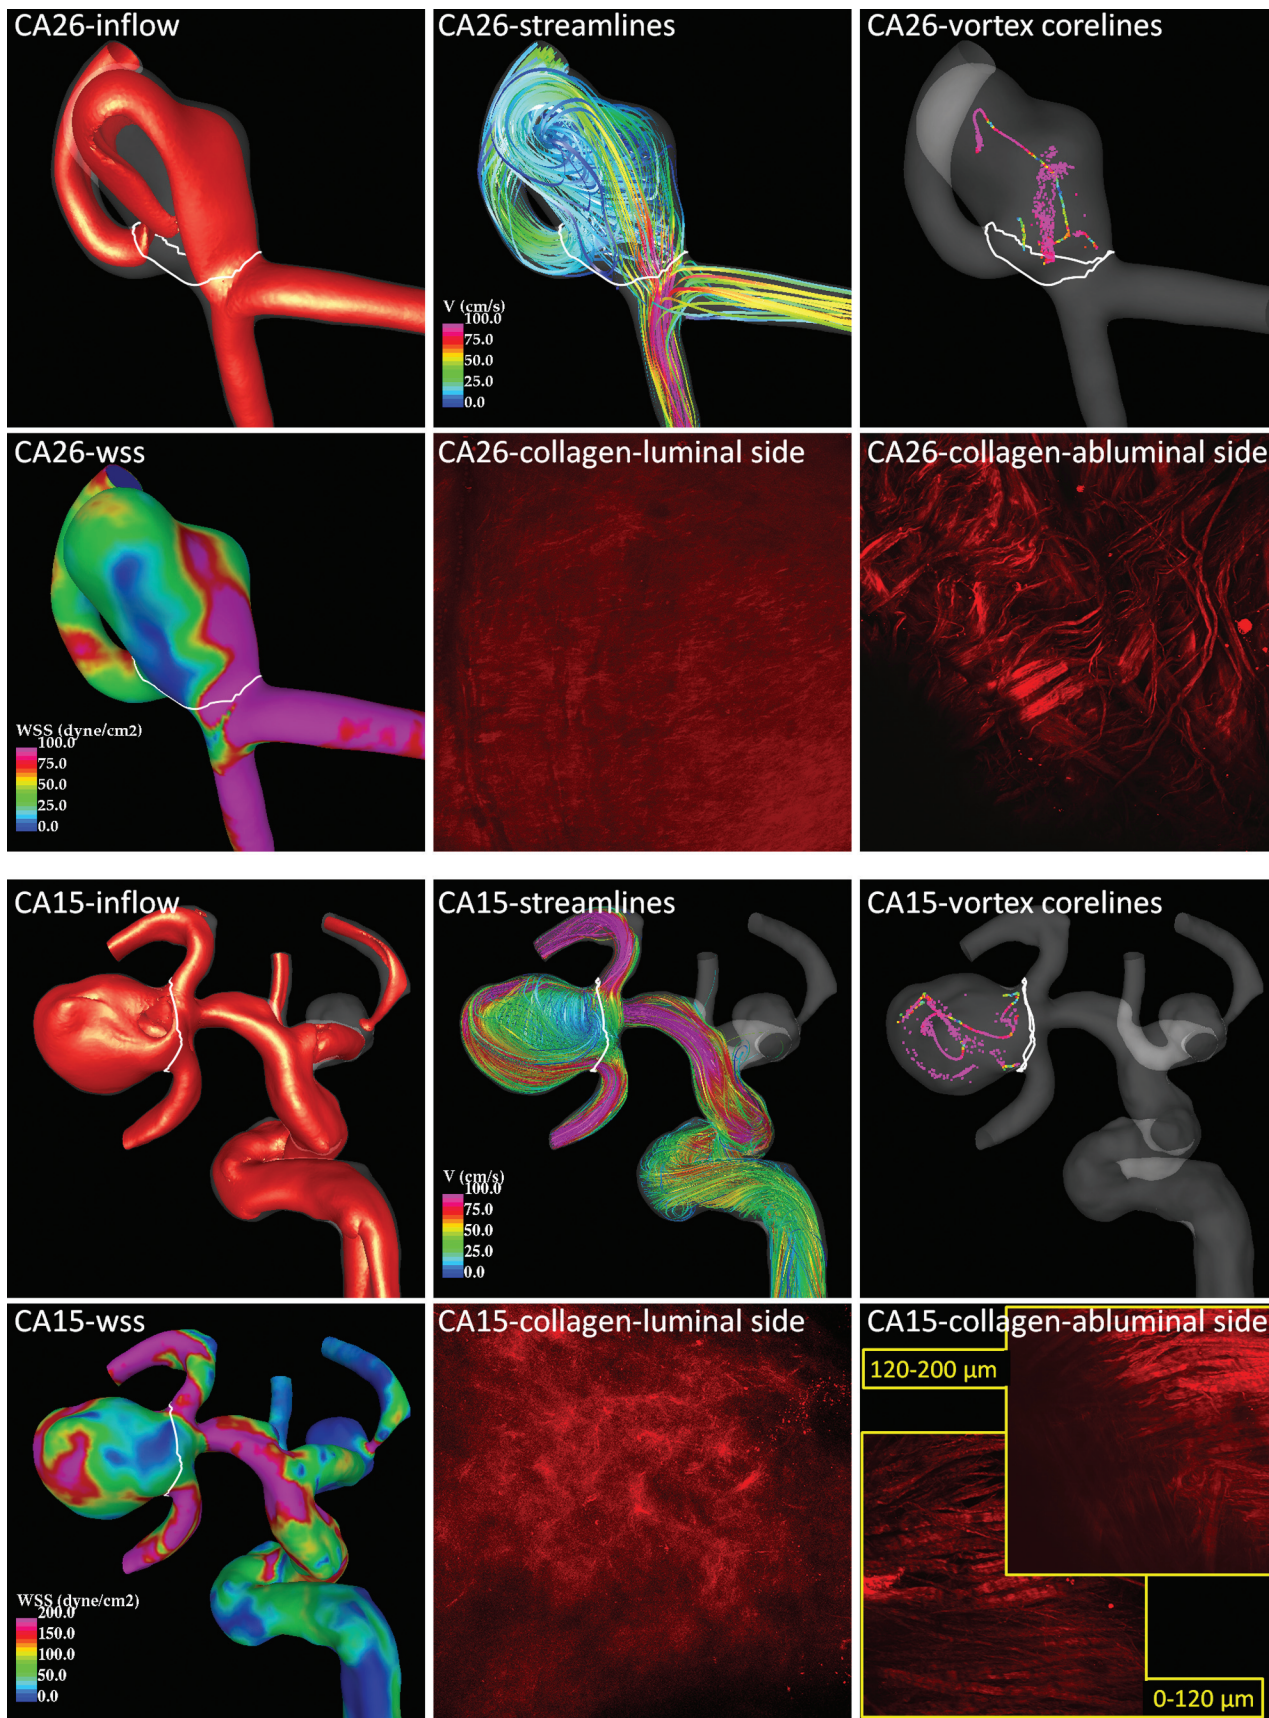 CA26-inflow
CA26-streamlines
CA26-vortex corelines
V (cm/s)
100.0
75.0
50.0
25.0
0.0
CA26-wss
CA26-collagen-luminal side
CA26-collagen-abluminal side
WSS (dyne/cm2)
100.0
75.0
50.0
25.0
0.0
CA15-inflow
CA15-streamlines
CA15-vortex corelines
V (cm/s)
100.0
75.0
50.0
25.0
0.0
CA15-wss
CA15-collagen-luminal side
CA15-collagen-abluminal side
120-200 µm
WSS (dyne/cm2)
200.0
150.0
100.0
50.0
0.0
0-120 µm